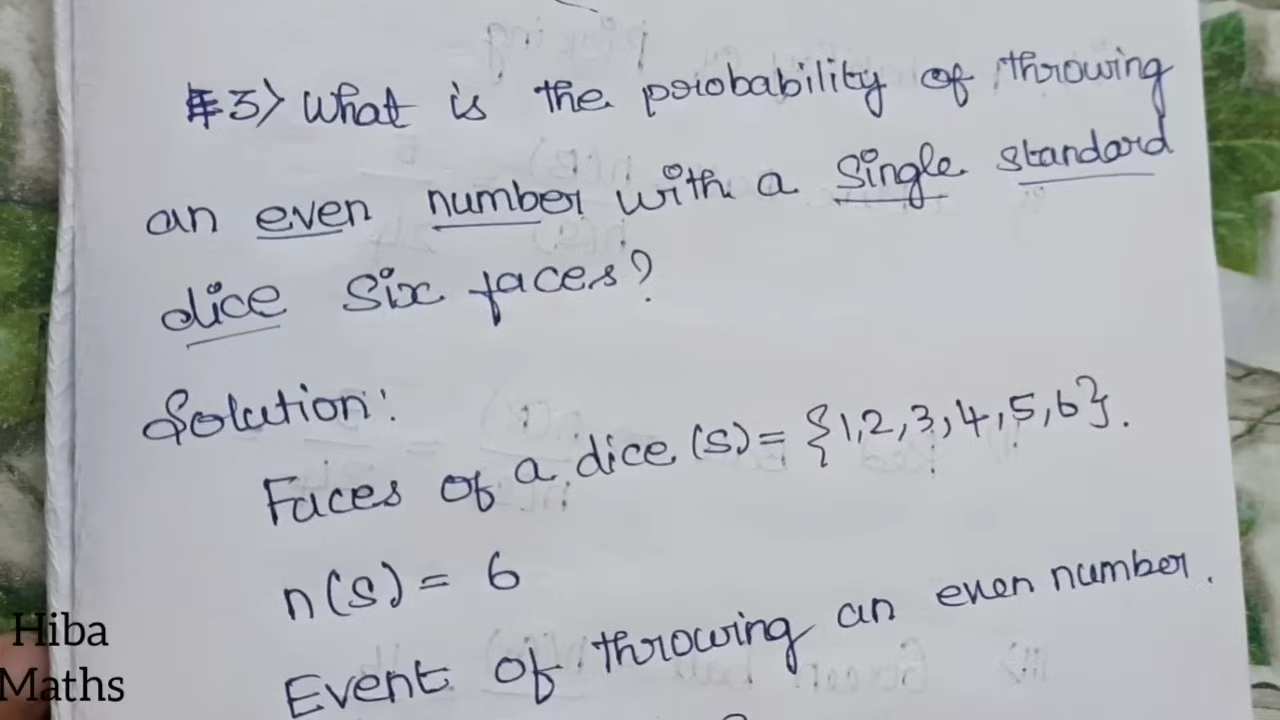 3) What is the probability of throwing
an even number with a single standard
dice six faces?
Solution:
Faces of a dice (S) = {1,2,3,4,5,6}.
n(S) = 6
Event of throwing an even number.
Hiba
Maths